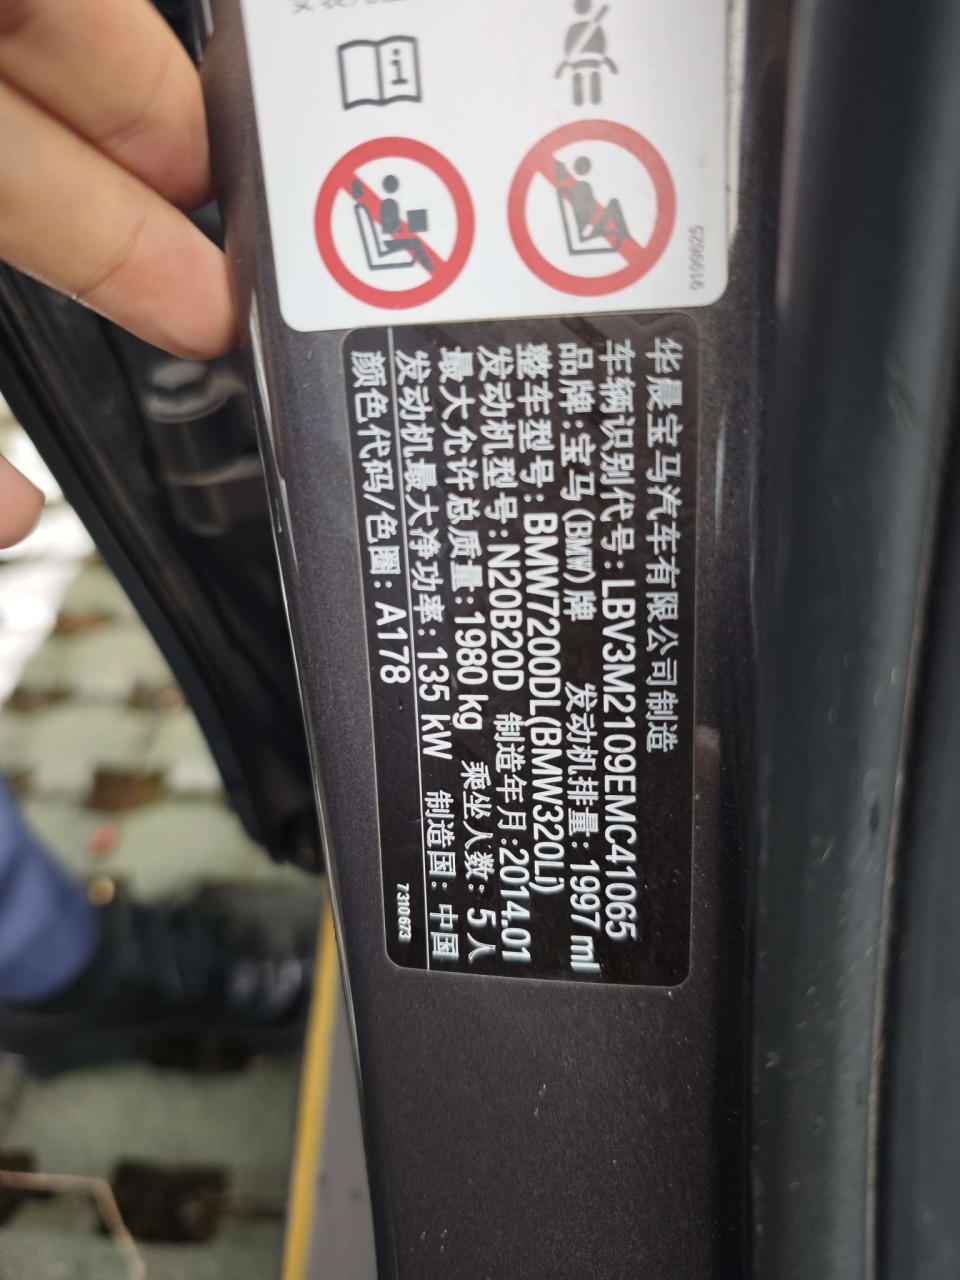 919962S
华晨宝马汽车有限公司制造
车辆识别代号:LBV3M2109EMC41065
品牌:宝马(BMW)牌 发动机排量:1997 ml
整车型号:BMW7200DL(BMW320Li)
发动机型号:N20B20D 制造年月:2014.01
最大允许总质量:1980 kg 乘坐人数:5人
发动机最大净功率:135 kW 制造国:中国
颜色代码/色圈:A178
7310673